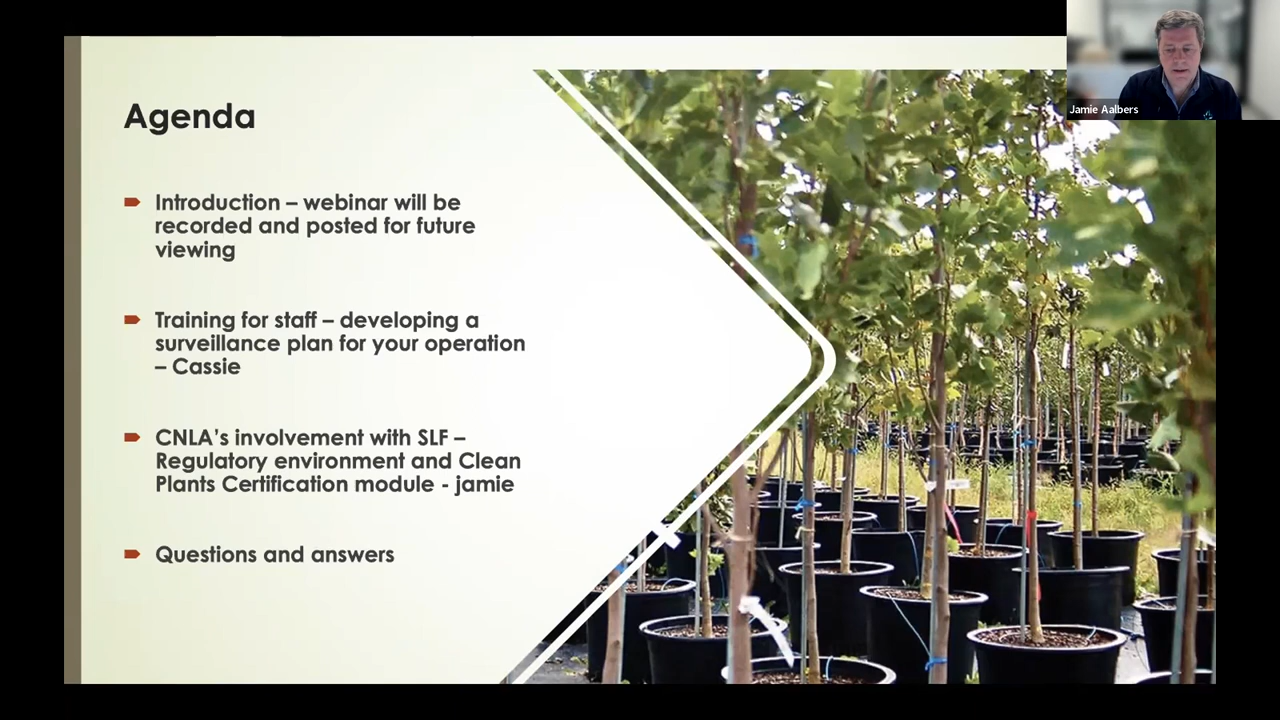 Agenda
Introduction – webinar will be
recorded and posted for future
viewing
Training for staff – developing a
surveillance plan for your operation
– Cassie
CNLA’s involvement with SLF –
Regulatory environment and Clean
Plants Certification module - jamie
Questions and answers
Jamie Aalbers